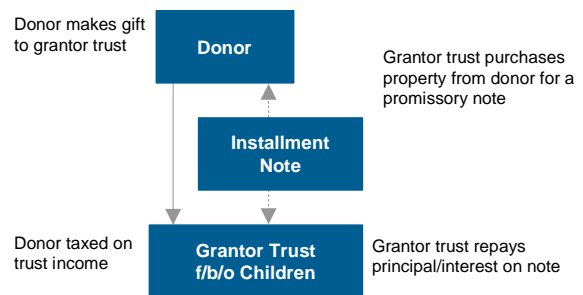 Donor makes gift
to grantor trust
Donor
Grantor trust purchases
property from donor for a
promissory note
Installment
Note
Donor taxed on
trust income
Grantor Trust
f/b/o Children
Grantor trust repays
principal/interest on note